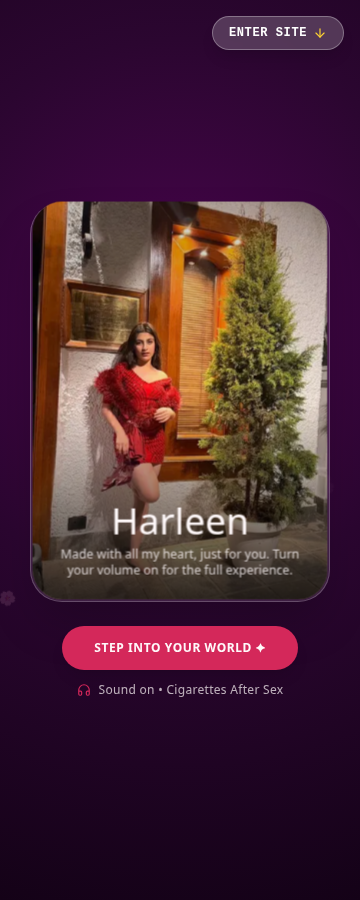 ENTER SITE ↓
Harleen
Made with all my heart, just for you. Turn
your volume on for the full experience.
STEP INTO YOUR WORLD ✦
Sound on • Cigarettes After Sex